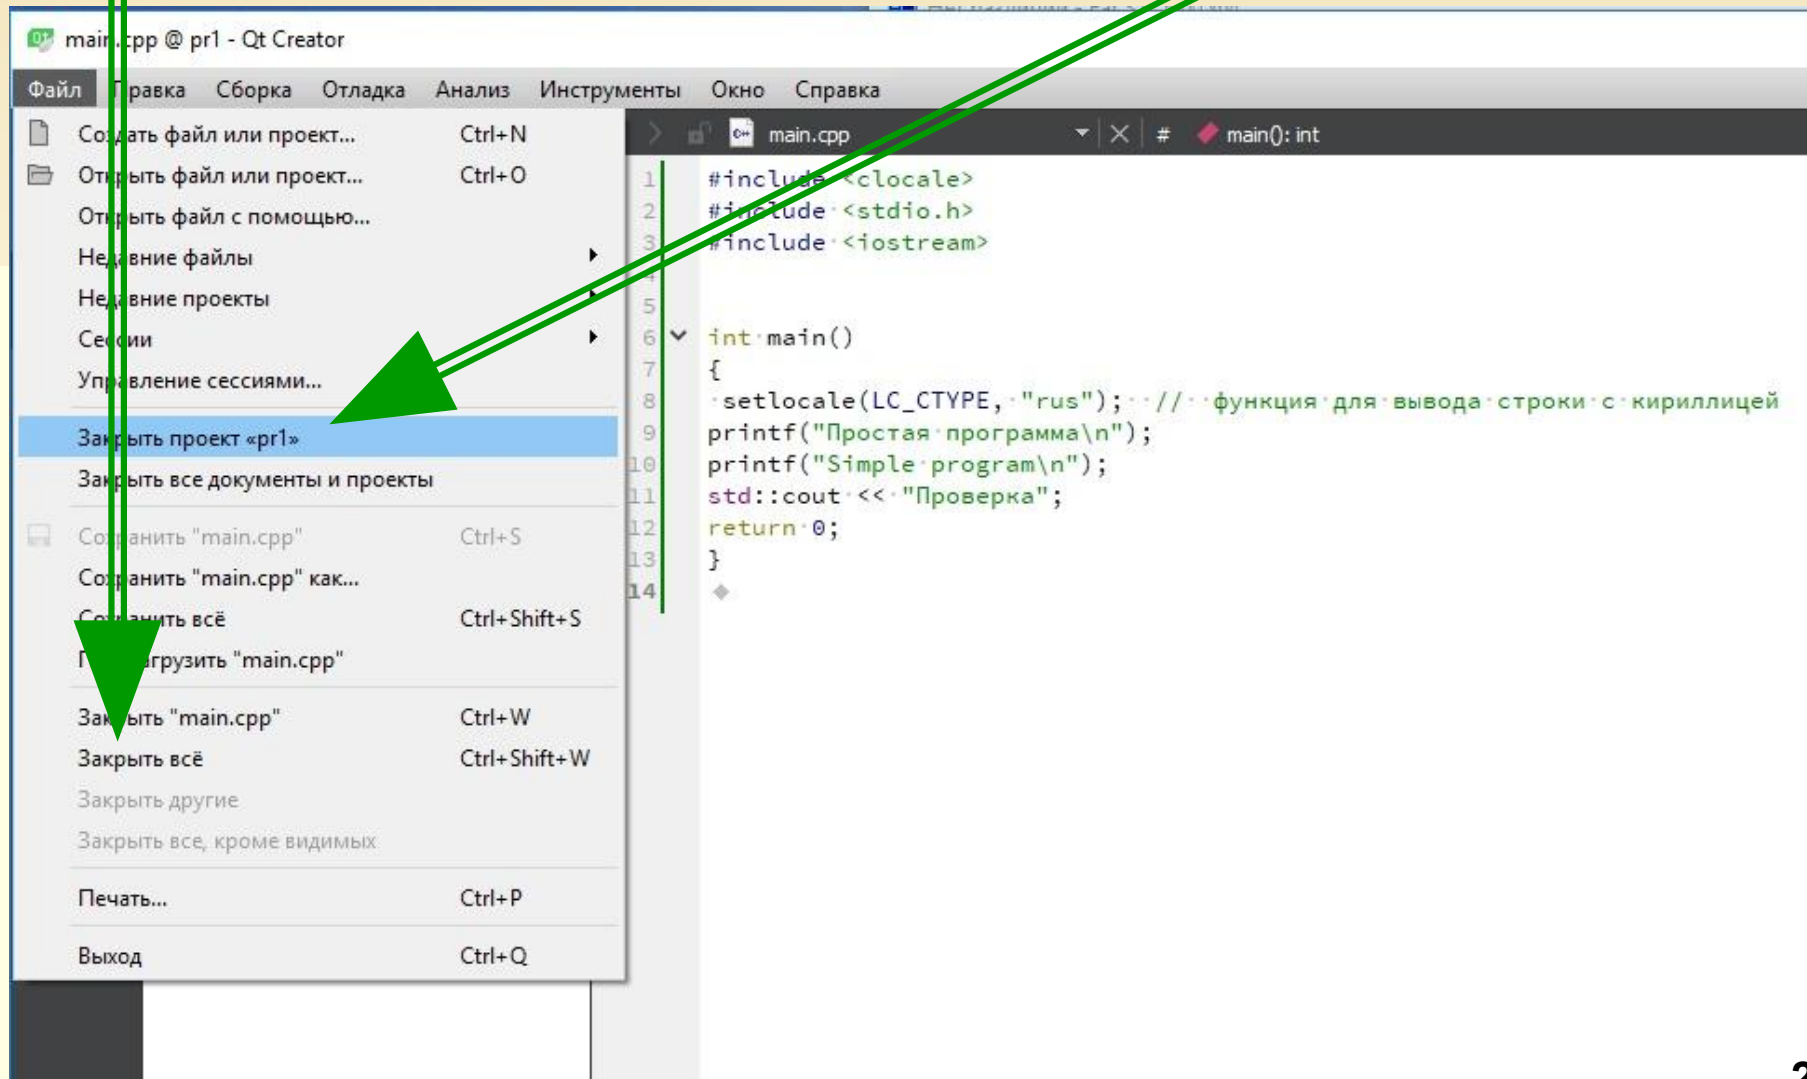 main.cpp @ pr1 - Qt Creator
Файл Правка Сборка Отладка Анализ Инструменты Окно Справка
Создать файл или проект... Ctrl+N
Открыть файл или проект... Ctrl+O
Открыть файл с помощью...
Недавние файлы
Недавние проекты
Сессии
Управление сессиями...
Закрыть проект «pr1»
Закрыть все документы и проекты
Сохранить "main.cpp" Ctrl+S
Сохранить "main.cpp" как...
Сохранить всё Ctrl+Shift+S
Перезагрузить "main.cpp"
Закрыть "main.cpp" Ctrl+W
Закрыть всё Ctrl+Shift+W
Закрыть другие
Закрыть все, кроме видимых
Печать... Ctrl+P
Выход Ctrl+Q
main.cpp # main(): int
1 #include <clocale>
2 #include <stdio.h>
3 #include <iostream>
4
5
6 int main()
7 {
8 setlocale(LC_CTYPE, "rus"); // функция для вывода строки с кириллицей
9 printf("Простая программа\n");
10 printf("Simple program\n");
11 std::cout << "Проверка";
12 return 0;
13 }
14